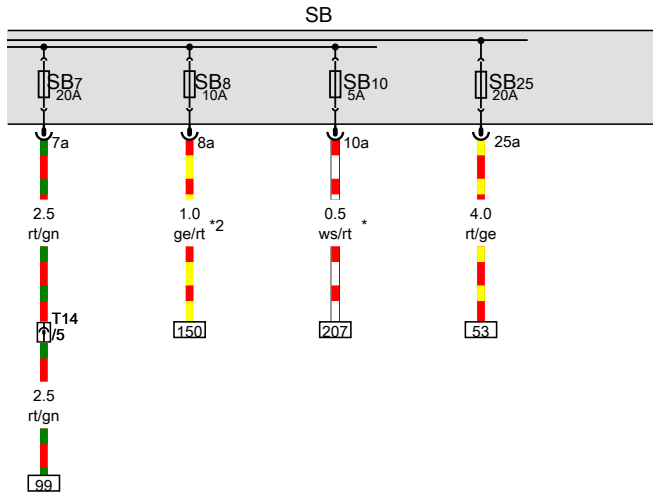 SB
SB7 SB8 SB10 SB25
20A 10A 5A 20A
7a 8a 10a 25a
2.5 1.0 0.5 4.0
rt/gn ge/rt *2 ws/rt * rt/ge
T14
/5
150 207 53
2.5
rt/gn
99